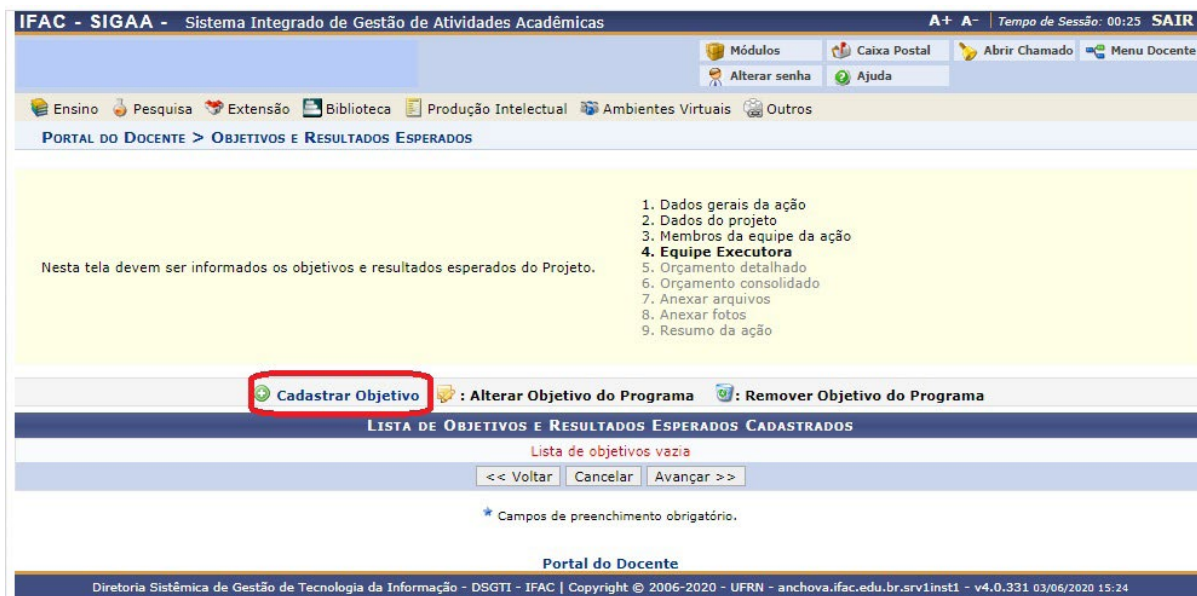 IFAC - SIGAA - Sistema Integrado de Gestão de Atividades Acadêmicas A+ A- | Tempo de Sessão: 00:25 SAIR
Módulos Caixa Postal Abrir Chamado Menu Docente
Alterar senha Ajuda
Ensino Pesquisa Extensão Biblioteca Produção Intelectual Ambientes Virtuais Outros
PORTAL DO DOCENTE > OBJETIVOS E RESULTADOS ESPERADOS
Nesta tela devem ser informados os objetivos e resultados esperados do Projeto.
1. Dados gerais da ação
2. Dados do projeto
3. Membros da equipe da ação
4. Equipe Executora
5. Orçamento detalhado
6. Orçamento consolidado
7. Anexar arquivos
8. Anexar fotos
9. Resumo da ação
Cadastrar Objetivo : Alterar Objetivo do Programa : Remover Objetivo do Programa
LISTA DE OBJETIVOS E RESULTADOS ESPERADOS CADASTRADOS
Lista de objetivos vazia
<< Voltar Cancelar Avançar >>
Campos de preenchimento obrigatório.
Portal do Docente
Diretoria Sistêmica de Gestão de Tecnologia da Informação - DSGTI - IFAC | Copyright © 2006-2020 - UFRN - anchova.ifac.edu.br.srv1inst1 - v4.0.331 03/06/2020 15:24